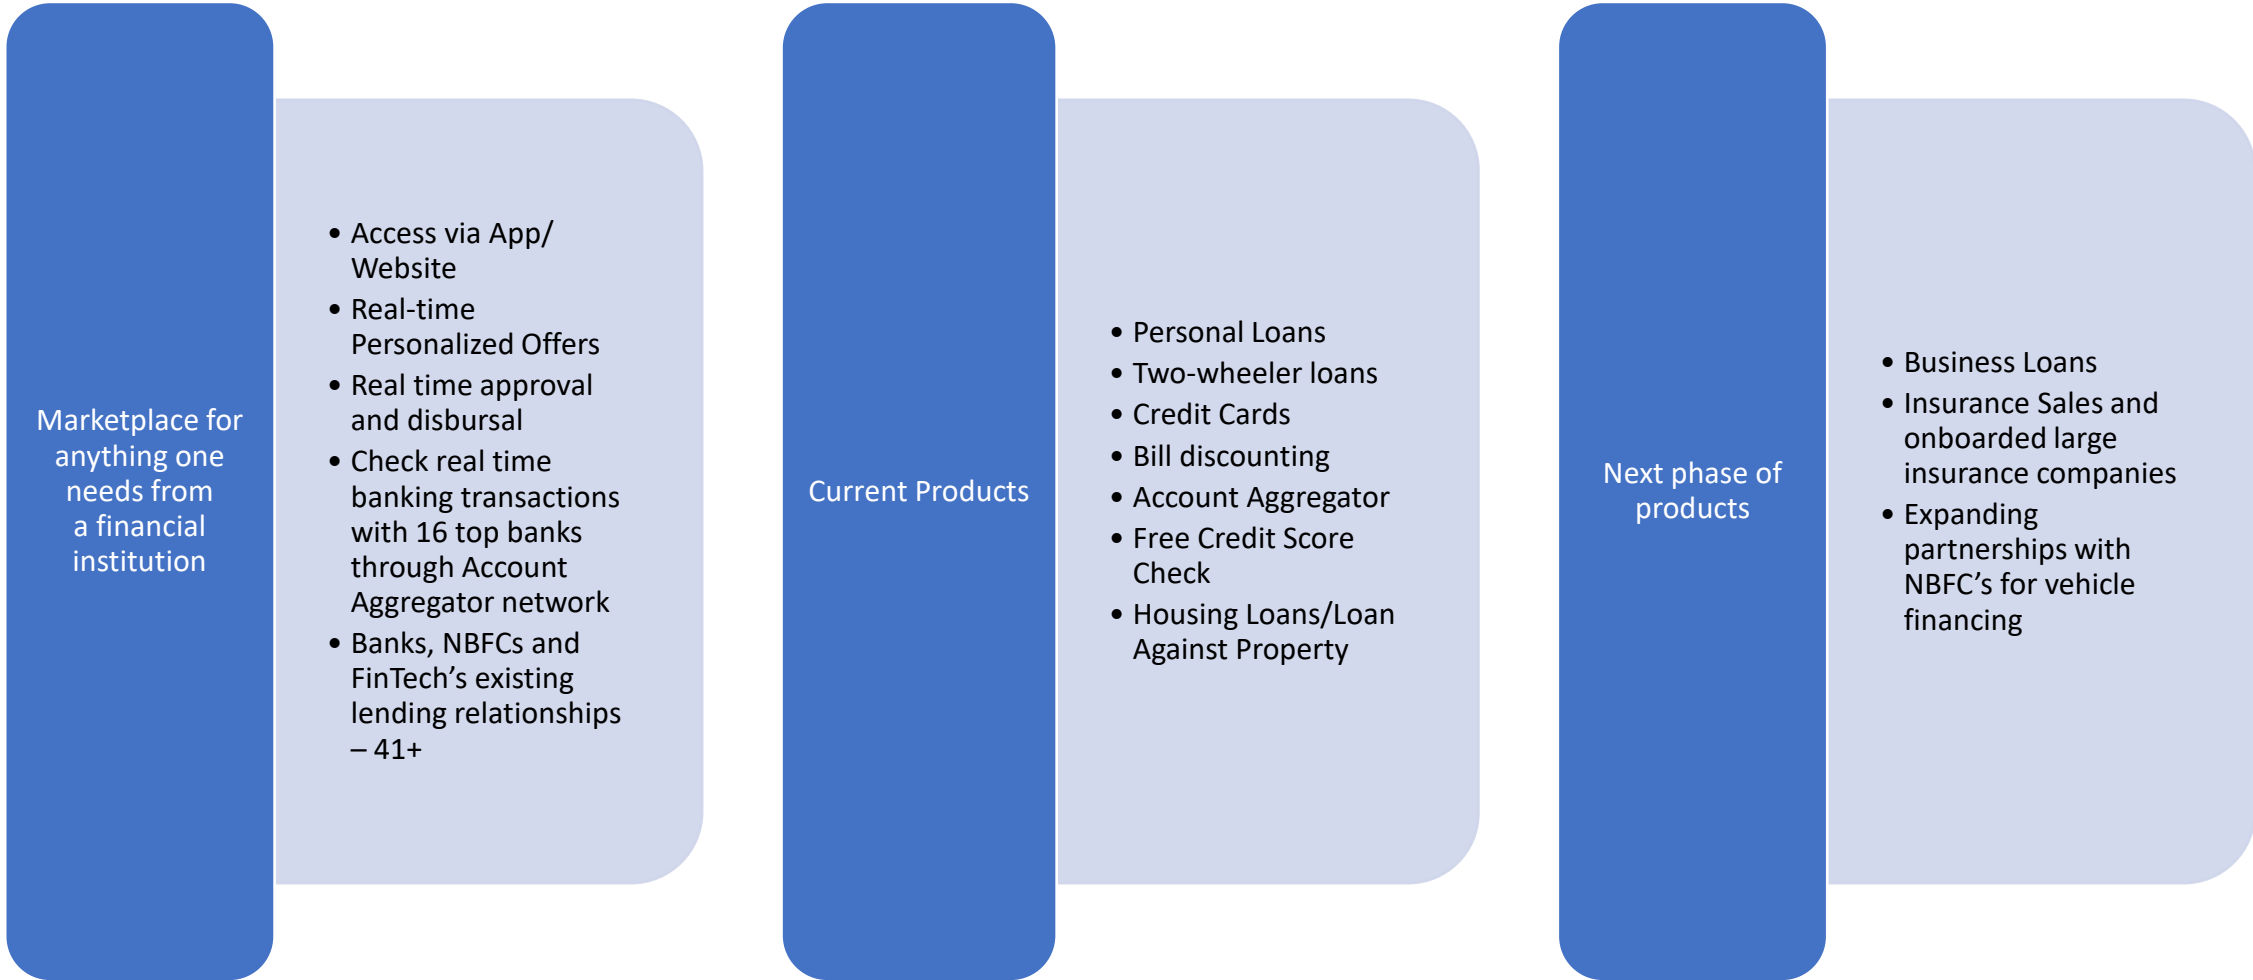 Marketplace for
anything one
needs from
a financial
institution
• Access via App/
Website
• Real-time
Personalized Offers
• Real time approval
and disbursal
• Check real time
banking transactions
with 16 top banks
through Account
Aggregator network
• Banks, NBFCs and
FinTech’s existing
lending relationships
– 41+
Current Products
• Personal Loans
• Two-wheeler loans
• Credit Cards
• Bill discounting
• Account Aggregator
• Free Credit Score
Check
• Housing Loans/Loan
Against Property
Next phase of
products
• Business Loans
• Insurance Sales and
onboarded large
insurance companies
• Expanding
partnerships with
NBFC’s for vehicle
financing